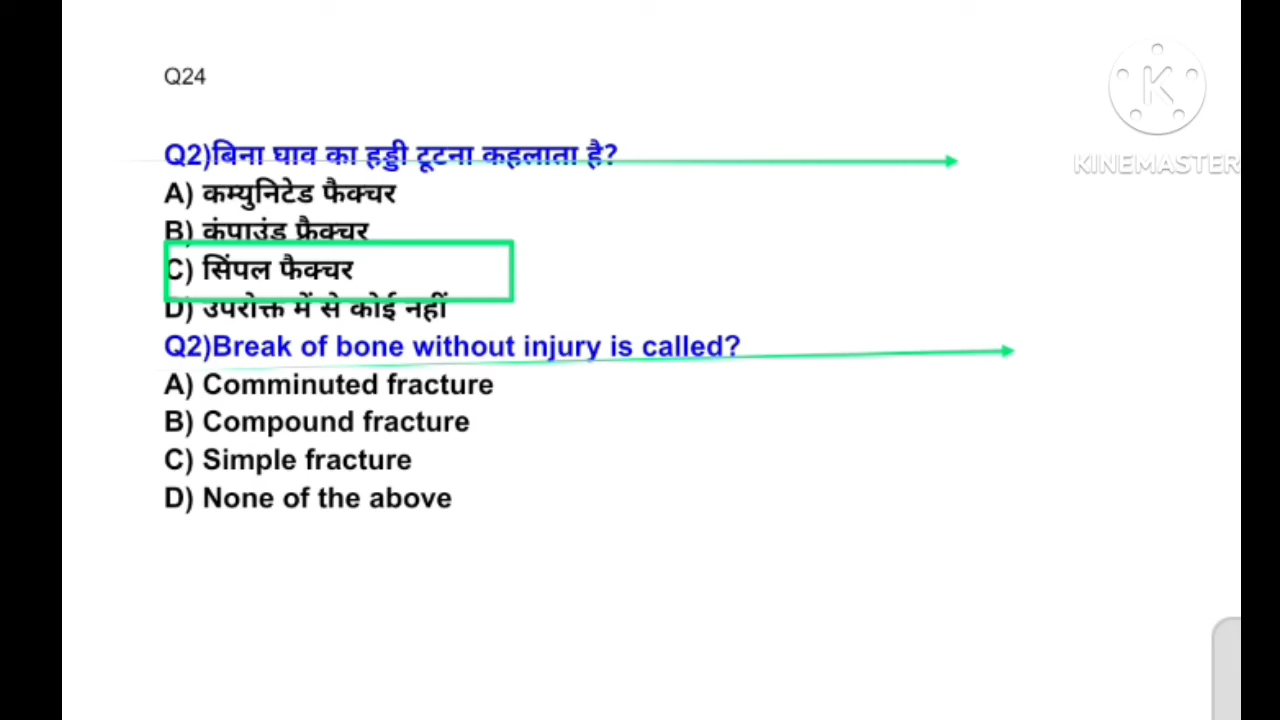 Q24
Q2)बिना घाव का हड्डी टूटना कहलाता है?
A) कम्युनिटेड फैक्चर
B) कंपाउंड फ्रैक्चर
C) सिंपल फैक्चर
D) उपरोक्त में से कोई नहीं
Q2)Break of bone without injury is called?
A) Comminuted fracture
B) Compound fracture
C) Simple fracture
D) None of the above
K
KINEMASTER